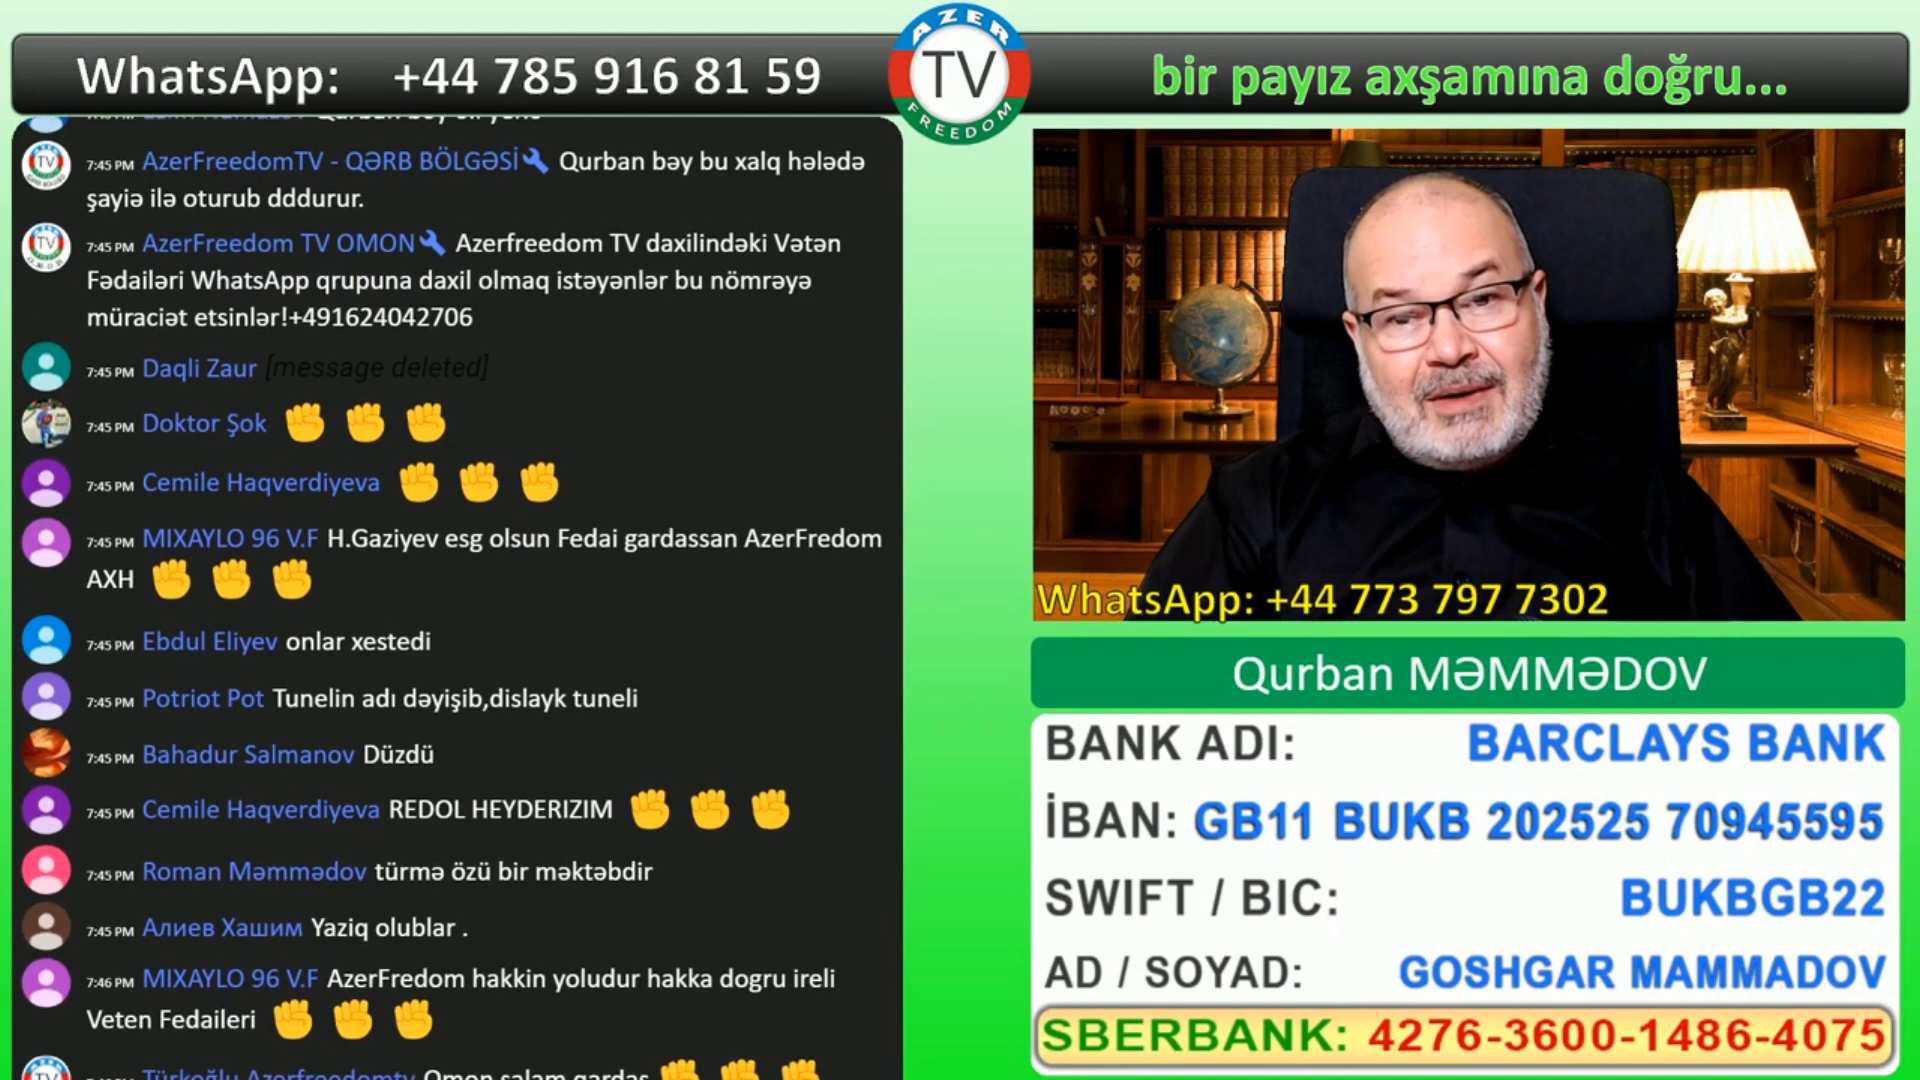 WhatsApp: +44 785 916 81 59
AZER
TV
FREEDOM
bir payız axşamına doğru...
7:45 PM AzerFreedomTV - QƏRB BÖLGƏSİ Qurban bəy bu xalq hələdə
şayiə ilə oturub dddurur.
7:45 PM AzerFreedom TV OMON Azerfreedom TV daxilindəki Vətən
Fədailəri WhatsApp qrupuna daxil olmaq istəyənlər bu nömrəyə
müraciət etsinlər!+491624042706
7:45 PM Daqli Zaur [message deleted]
7:45 PM Doktor Şok ✊ ✊ ✊
7:45 PM Cemile Haqverdiyeva ✊ ✊ ✊
7:45 PM MIXAYLO 96 V.F H.Gaziyev esg olsun Fedai gardassan AzerFredom
AXH ✊ ✊ ✊
7:45 PM Ebdul Eliyev onlar xestedi
7:45 PM Potriot Pot Tunelin adı dəyişib,dislayk tuneli
7:45 PM Bahadur Salmanov Düzdü
7:45 PM Cemile Haqverdiyeva REDOL HEYDERIZIM ✊ ✊ ✊
7:45 PM Roman Məmmədov türmə özü bir məktəbdir
7:45 PM Алиев Хашим Yaziq olublar .
7:46 PM MIXAYLO 96 V.F AzerFredom hakkin yoludur hakka dogru ireli
Veten Fedaileri ✊ ✊ ✊
Türkoğlu Azerfreedomtv Omon salam qardaş ✊ ✊ ✊
WhatsApp: +44 773 797 7302
Qurban MƏMMƏDOV
BANK ADI: BARCLAYS BANK
İBAN: GB11 BUKB 202525 70945595
SWIFT / BIC: BUKBGB22
AD / SOYAD: GOSHGAR MAMMADOV
SBERBANK: 4276-3600-1486-4075